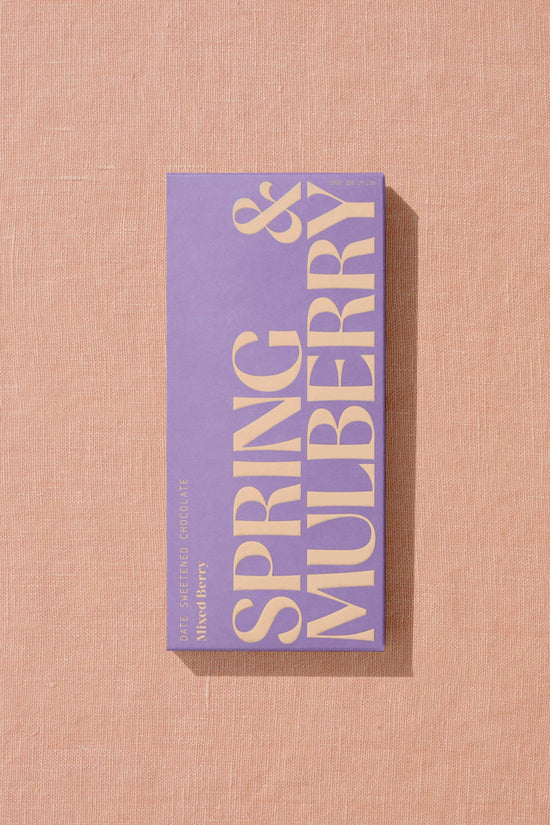 SPRING &
MULBERRY
DATE SWEETENED CHOCOLATE
Mixed Berry